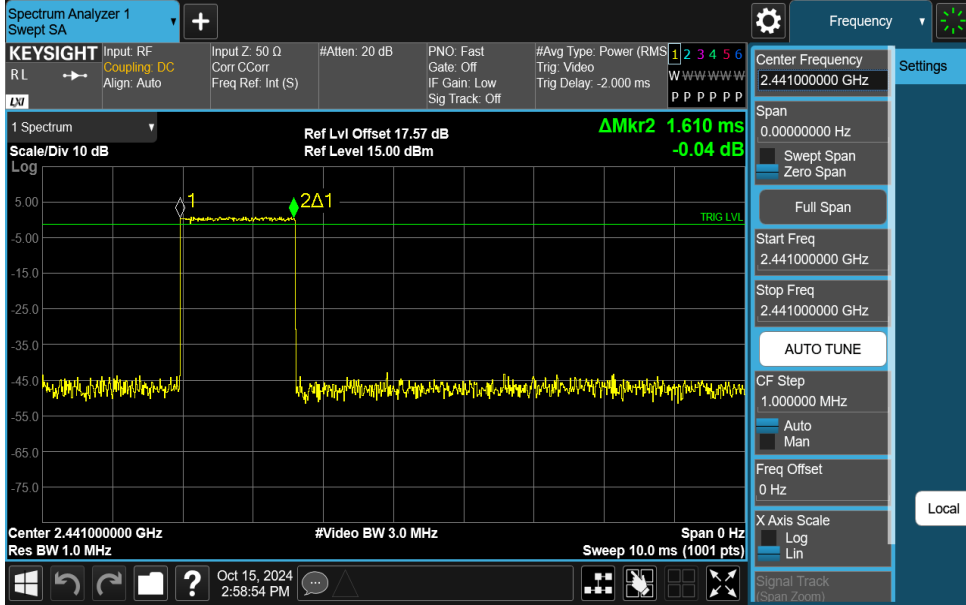 Spectrum Analyzer 1
Swept SA
+
Frequency
KEYSIGHT
RL
LXI
Input: RF
Coupling: DC
Align: Auto
Input Z: 50 Ω
Corr CCorr
Freq Ref: Int (S)
#Atten: 20 dB
PNO: Fast
Gate: Off
IF Gain: Low
Sig Track: Off
#Avg Type: Power (RMS
Trig: Video
Trig Delay: -2.000 ms
1 2 3 4 5 6
W W W W W W
P P P P P P
1 Spectrum
Scale/Div 10 dB
Log
Ref Lvl Offset 17.57 dB
Ref Level 15.00 dBm
ΔMkr2 1.610 ms
-0.04 dB
1
2Δ1
TRIG LVL
5.00
-5.00
-15.0
-25.0
-35.0
-45.0
-55.0
-65.0
-75.0
Center 2.441000000 GHz
Res BW 1.0 MHz
#Video BW 3.0 MHz
Span 0 Hz
Sweep 10.0 ms (1001 pts)
?
Oct 15, 2024
2:58:54 PM
Center Frequency
2.441000000 GHz
Span
0.00000000 Hz
Swept Span
Zero Span
Full Span
Start Freq
2.441000000 GHz
Stop Freq
2.441000000 GHz
AUTO TUNE
CF Step
1.000000 MHz
Auto
Man
Freq Offset
0 Hz
X Axis Scale
Log
Lin
Signal Track
(Span Zoom)
Settings
Local